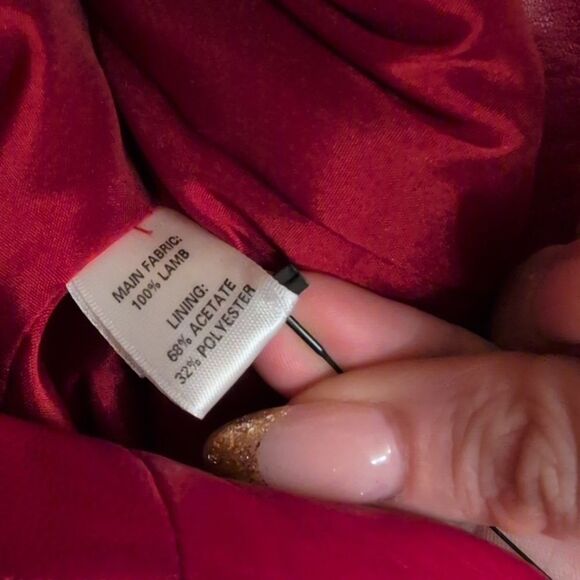 MAIN FABRIC:
100% LAMB
LINING:
68% ACETATE
32% POLYESTER